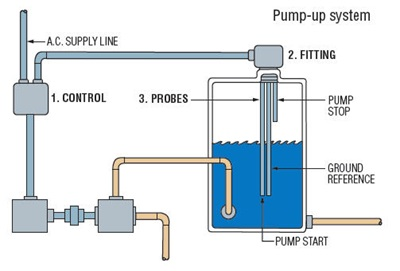 Pump-up system
A.C. SUPPLY LINE
2. FITTING
1. CONTROL
3. PROBES
PUMP
STOP
GROUND
REFERENCE
PUMP START